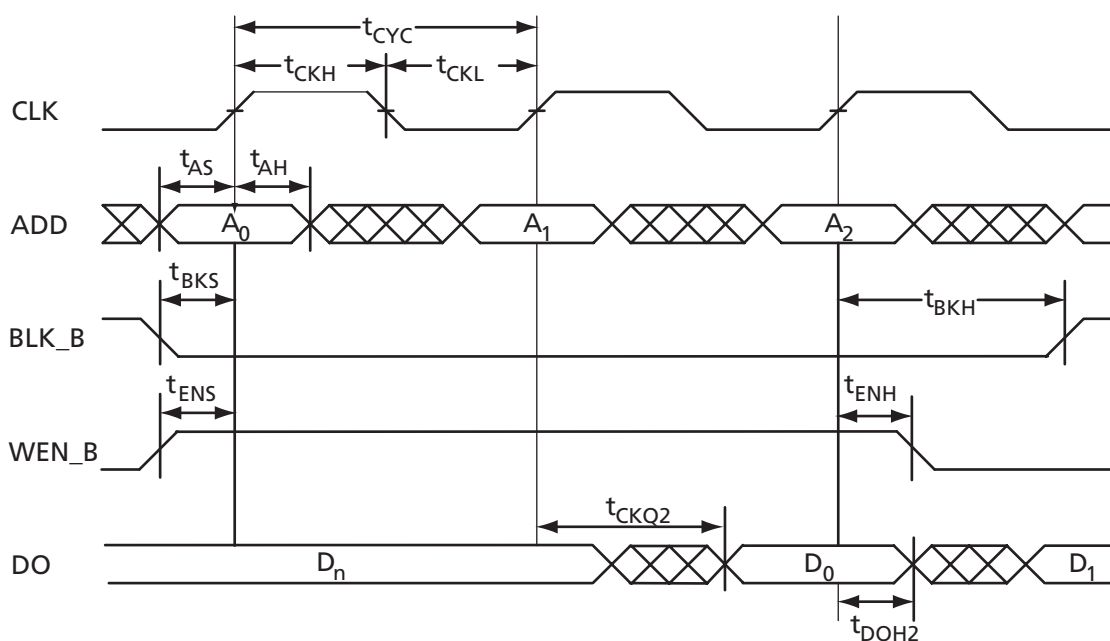 tCYC
tCKH tCKL
CLK
tAS tAH
ADD A0 A1 A2
tBKS tBKH
BLK_B
tENS tENH
WEN_B
tCKQ2
DO Dn D0 D1
tDOH2